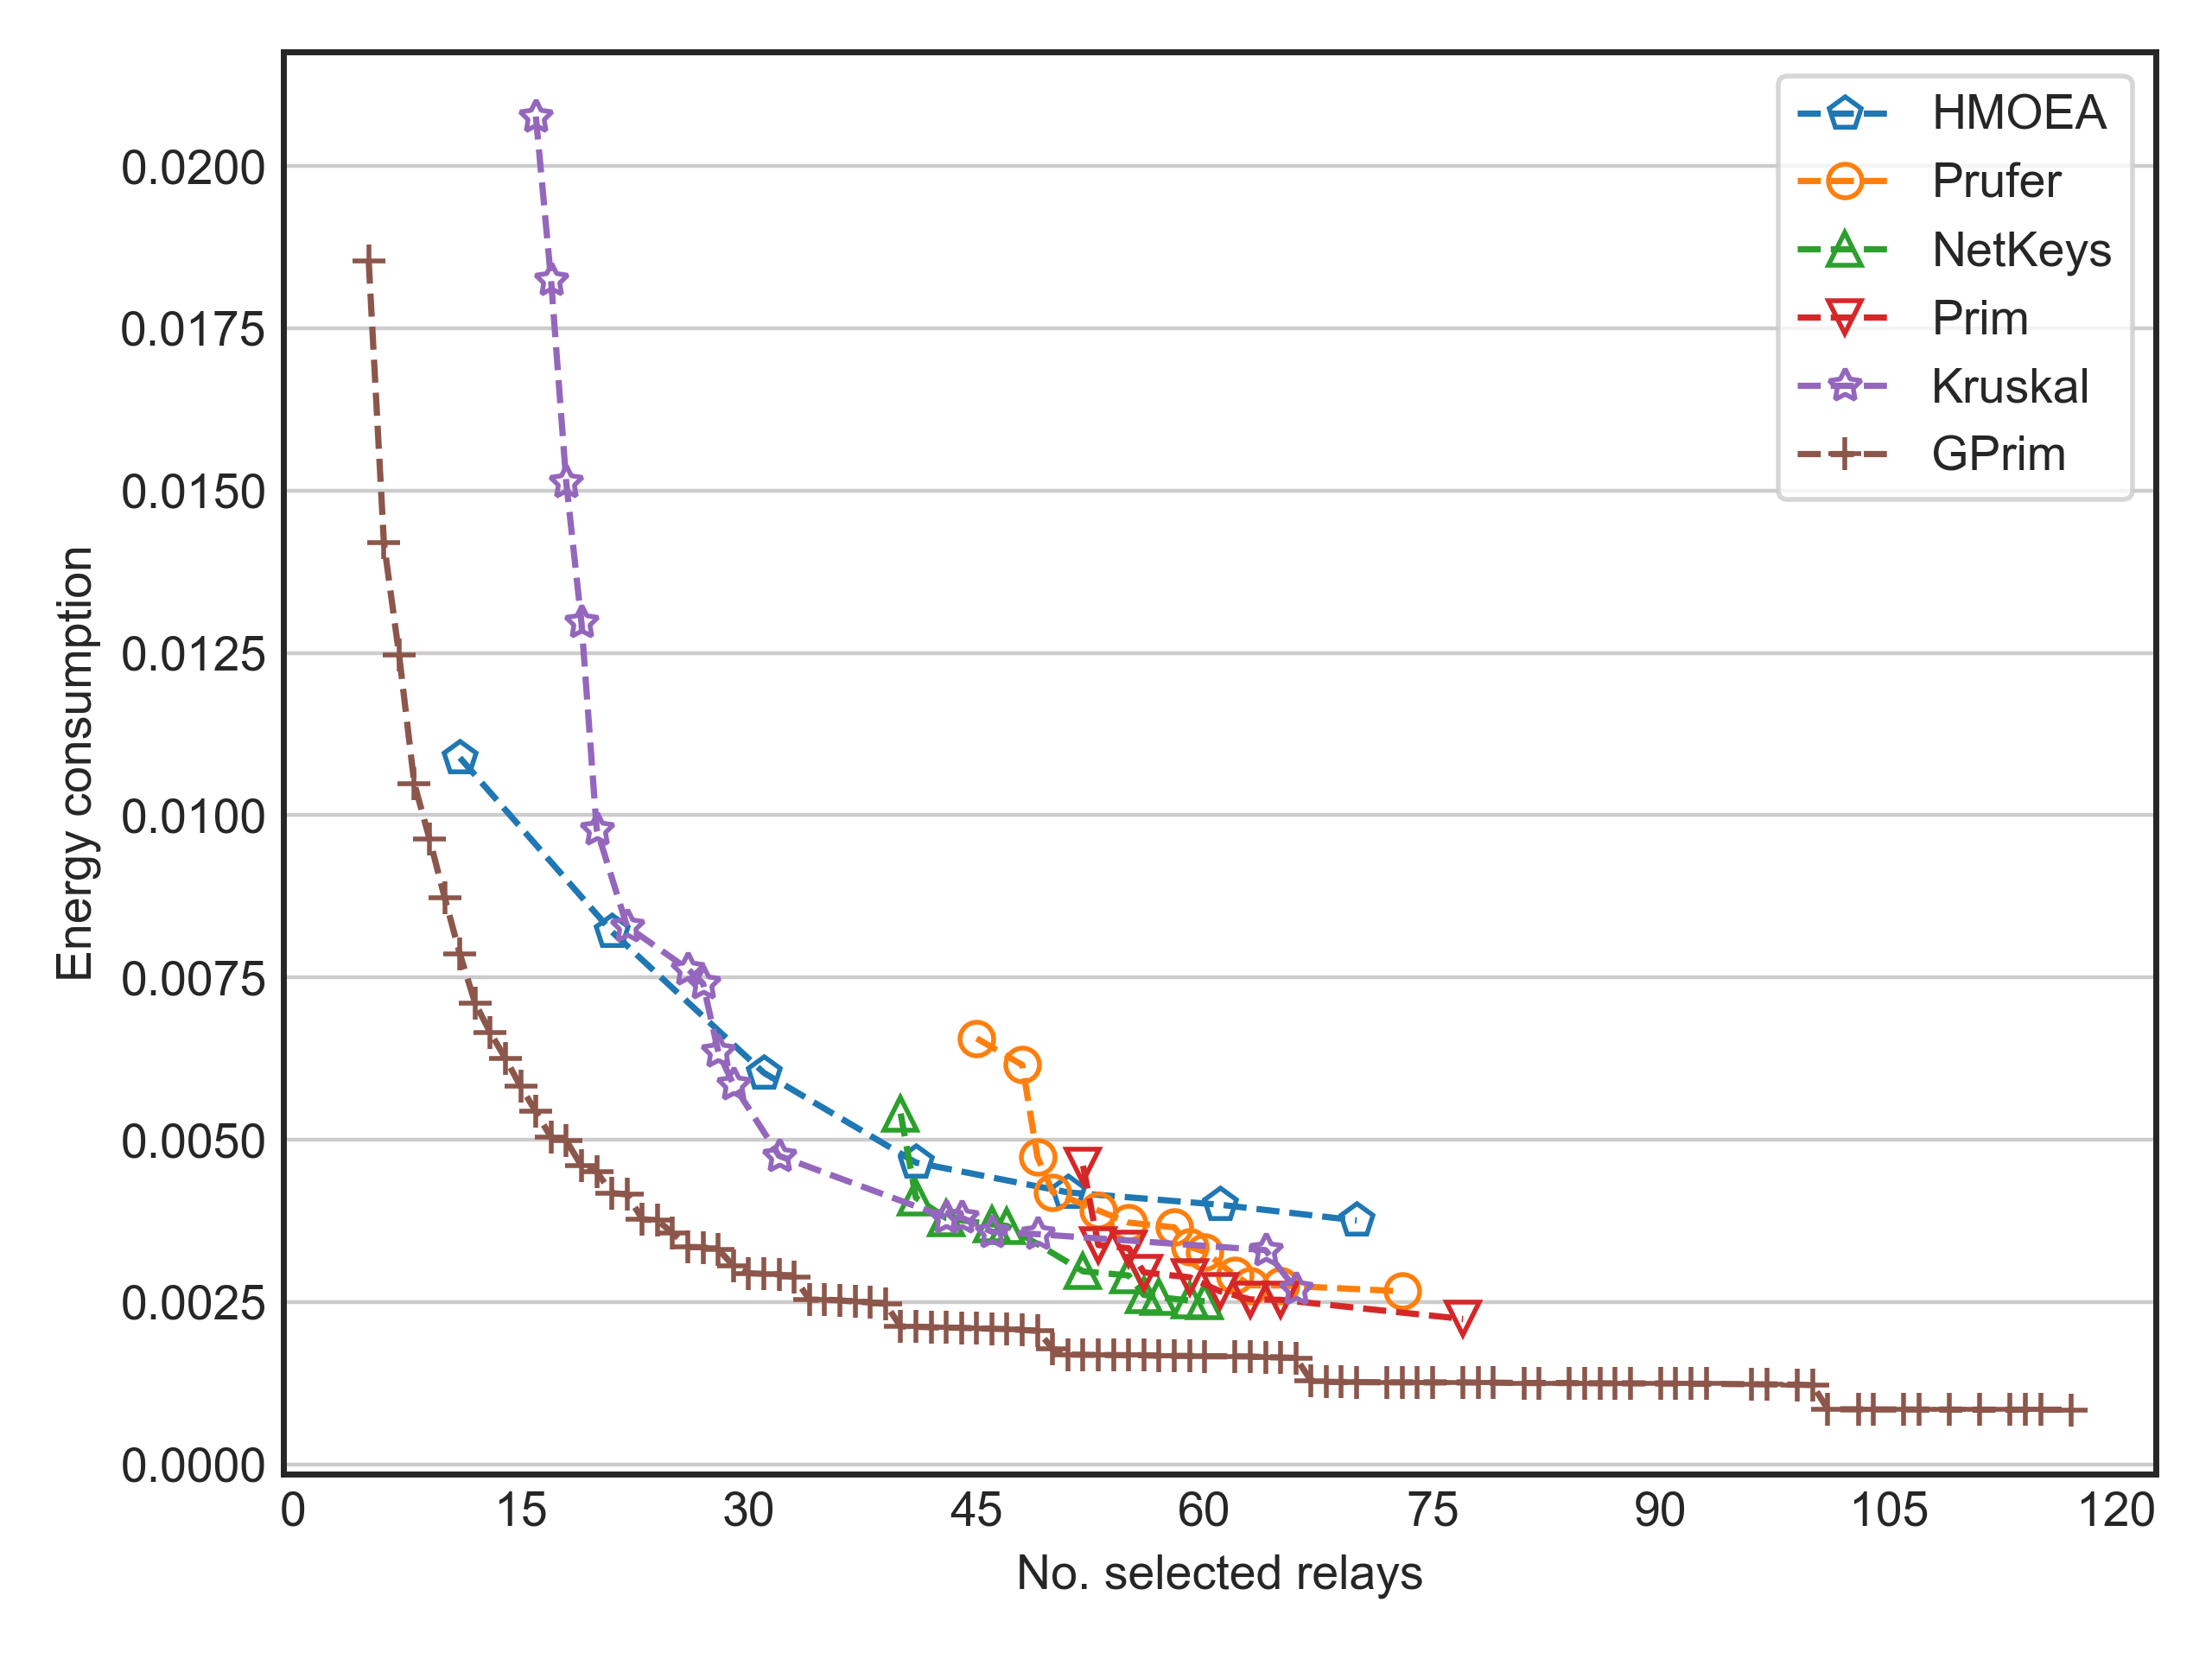 HMOEA
Prufer
NetKeys
Prim
Kruskal
GPrim
0.0200
0.0175
0.0150
0.0125
0.0100
0.0075
0.0050
0.0025
0.0000
Energy consumption
0 15 30 45 60 75 90 105 120
No. selected relays